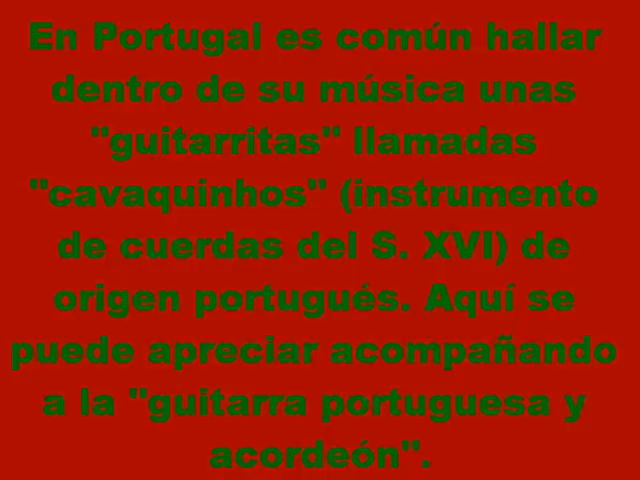 En Portugal es común hallar
dentro de su música unas
"guitarritas" llamadas
"cavaquinhos" (instrumento
de cuerdas del S. XVI) de
origen portugués. Aquí se
puede apreciar acompañando
a la "guitarra portuguesa y
acordeón".